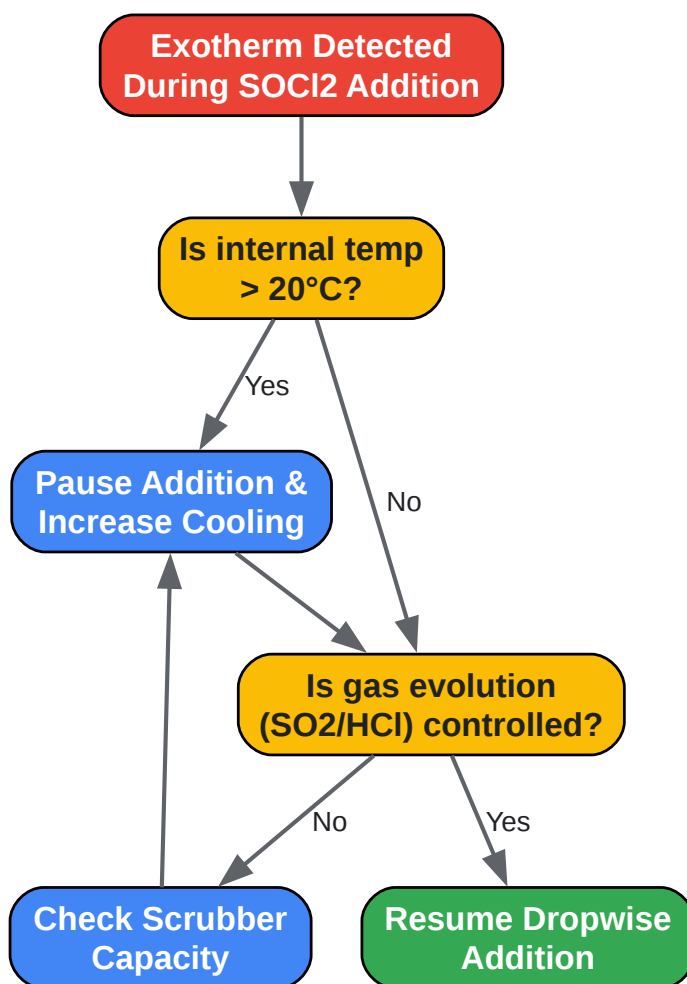 Exotherm Detected
During SOCl2 Addition
Is internal temp
> 20°C?
Yes
Pause Addition &
Increase Cooling
No
Is gas evolution
(SO2/HCl) controlled?
No
Yes
Check Scrubber
Capacity
Resume Dropwise
Addition